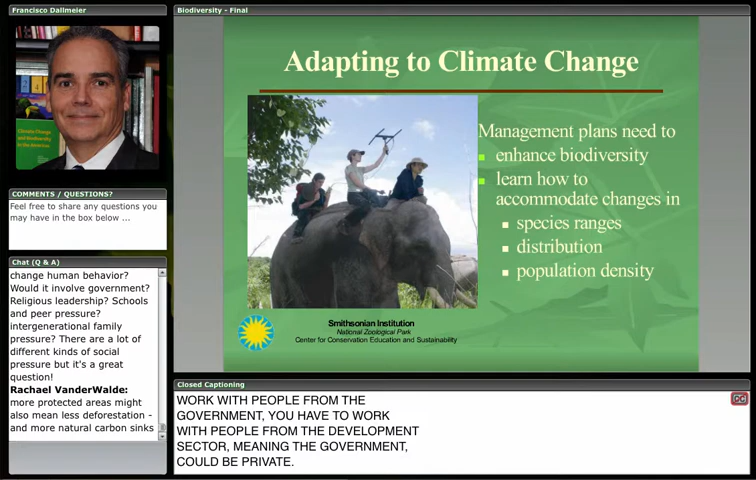 Francisco Dallmeier
COMMENTS / QUESTIONS?
Feel free to share any questions you
may have in the box below ...
Chat (Q & A)
change human behavior?
Would it involve government?
Religious leadership? Schools
and peer pressure?
intergenerational family
pressure? There are a lot of
different kinds of social
pressure but it's a great
question!
Rachael VanderWalde:
more protected areas might
also mean less deforestation -
and more natural carbon sinks
Biodiversity - Final
Adapting to Climate Change
Management plans need to
enhance biodiversity
learn how to
accommodate changes in
species ranges
distribution
population density
Smithsonian Institution
National Zoological Park
Center for Conservation Education and Sustainability
Closed Captioning
WORK WITH PEOPLE FROM THE
GOVERNMENT, YOU HAVE TO WORK
WITH PEOPLE FROM THE DEVELOPMENT
SECTOR, MEANING THE GOVERNMENT,
COULD BE PRIVATE.
CC